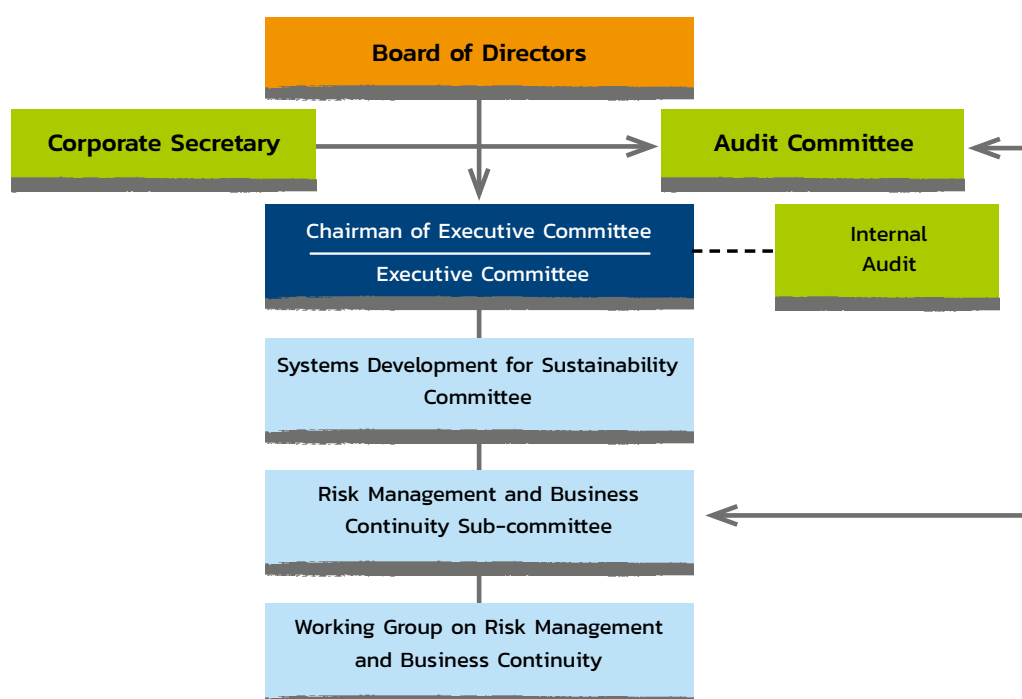 Board of Directors
Corporate Secretary
Audit Committee
Chairman of Executive Committee
Executive Committee
Internal
Audit
Systems Development for Sustainability
Committee
Risk Management and Business
Continuity Sub-committee
Working Group on Risk Management
and Business Continuity